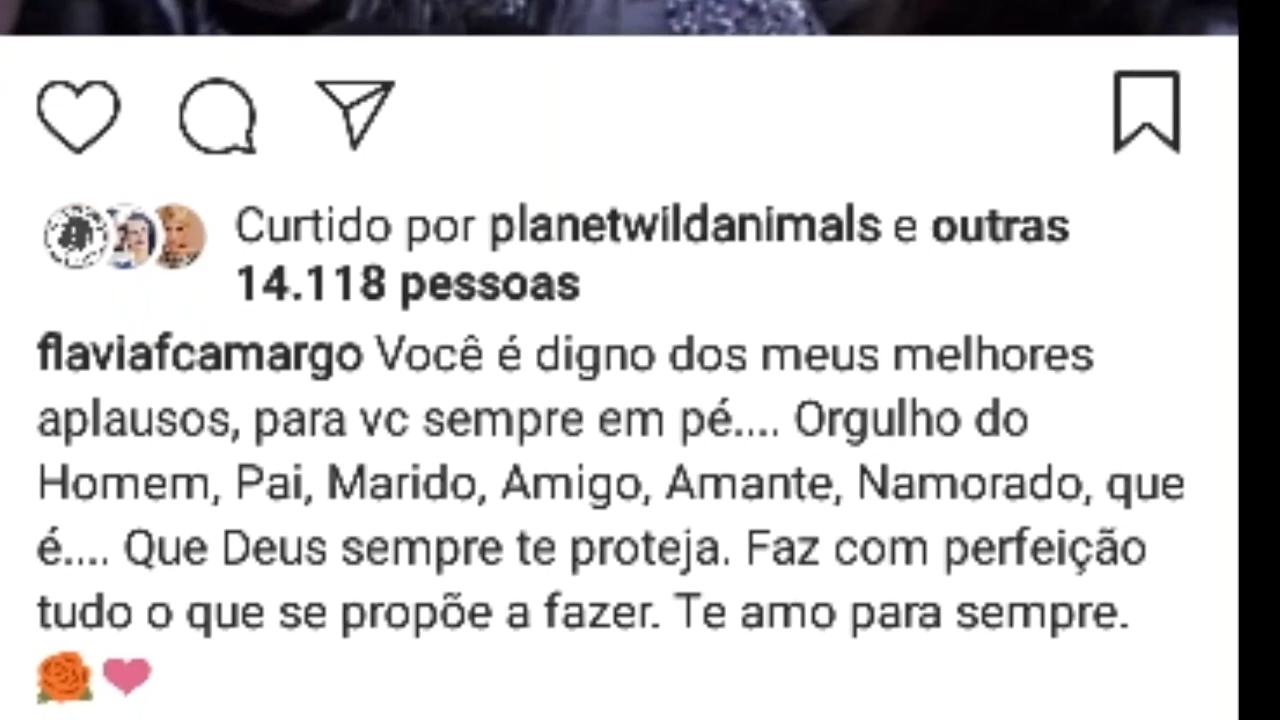 Curtido por planetwildanimals e outras
14.118 pessoas
flaviafcamargo Você é digno dos meus melhores
aplausos, para vc sempre em pé.... Orgulho do
Homem, Pai, Marido, Amigo, Amante, Namorado, que
é.... Que Deus sempre te proteja. Faz com perfeição
tudo o que se propõe a fazer. Te amo para sempre.
🌹❤